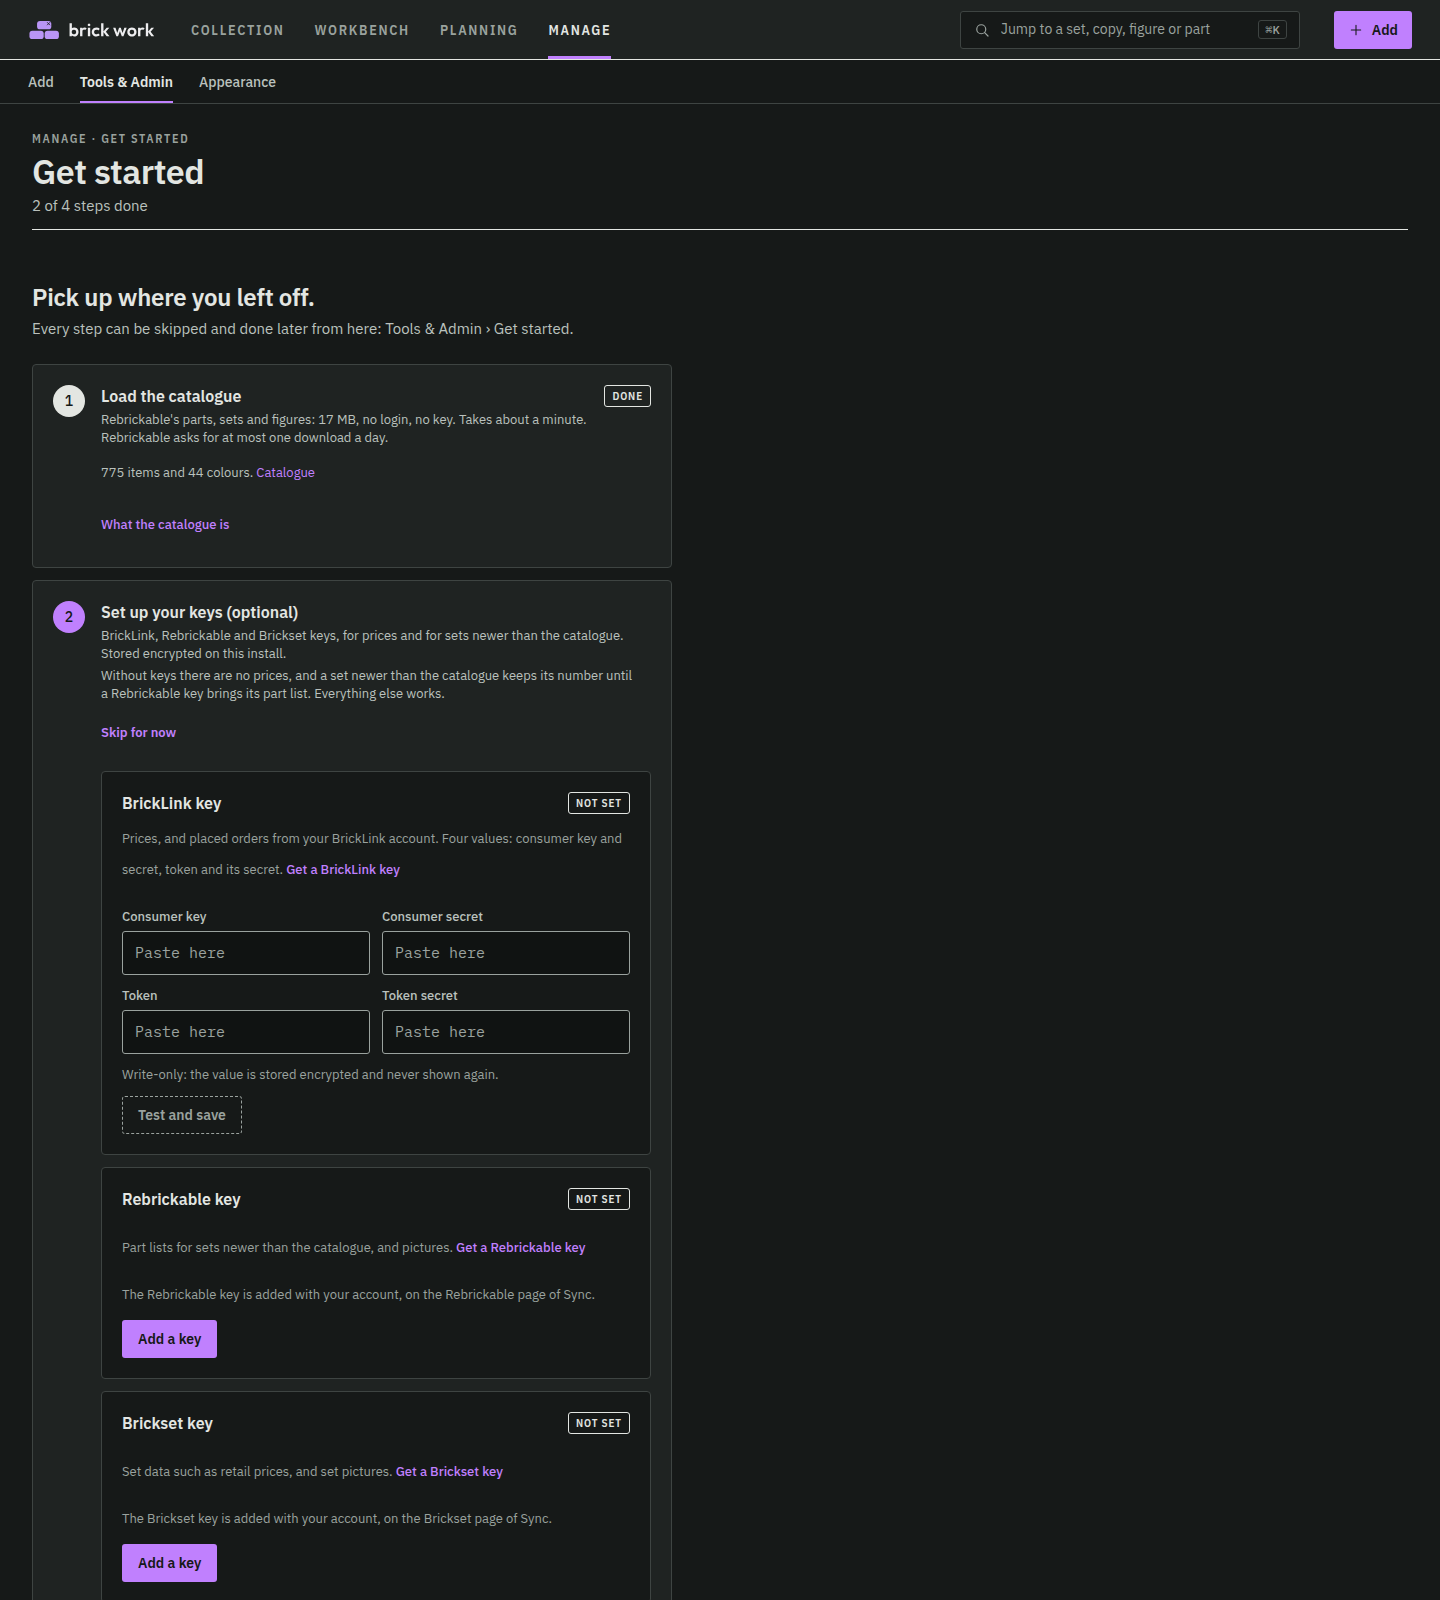 brick work
COLLECTION
WORKBENCH
PLANNING
MANAGE
Jump to a set, copy, figure or part
⌘K
+ Add
Add
Tools & Admin
Appearance
MANAGE · GET STARTED
Get started
2 of 4 steps done
Pick up where you left off.
Every step can be skipped and done later from here: Tools & Admin › Get started.
1
Load the catalogue
DONE
Rebrickable's parts, sets and figures: 17 MB, no login, no key. Takes about a minute.
Rebrickable asks for at most one download a day.
775 items and 44 colours. Catalogue
What the catalogue is
2
Set up your keys (optional)
BrickLink, Rebrickable and Brickset keys, for prices and for sets newer than the catalogue.
Stored encrypted on this install.
Without keys there are no prices, and a set newer than the catalogue keeps its number until
a Rebrickable key brings its part list. Everything else works.
Skip for now
BrickLink key
NOT SET
Prices, and placed orders from your BrickLink account. Four values: consumer key and
secret, token and its secret. Get a BrickLink key
Consumer key
Consumer secret
Paste here
Paste here
Token
Token secret
Paste here
Paste here
Write-only: the value is stored encrypted and never shown again.
Test and save
Rebrickable key
NOT SET
Part lists for sets newer than the catalogue, and pictures. Get a Rebrickable key
The Rebrickable key is added with your account, on the Rebrickable page of Sync.
Add a key
Brickset key
NOT SET
Set data such as retail prices, and set pictures. Get a Brickset key
The Brickset key is added with your account, on the Brickset page of Sync.
Add a key